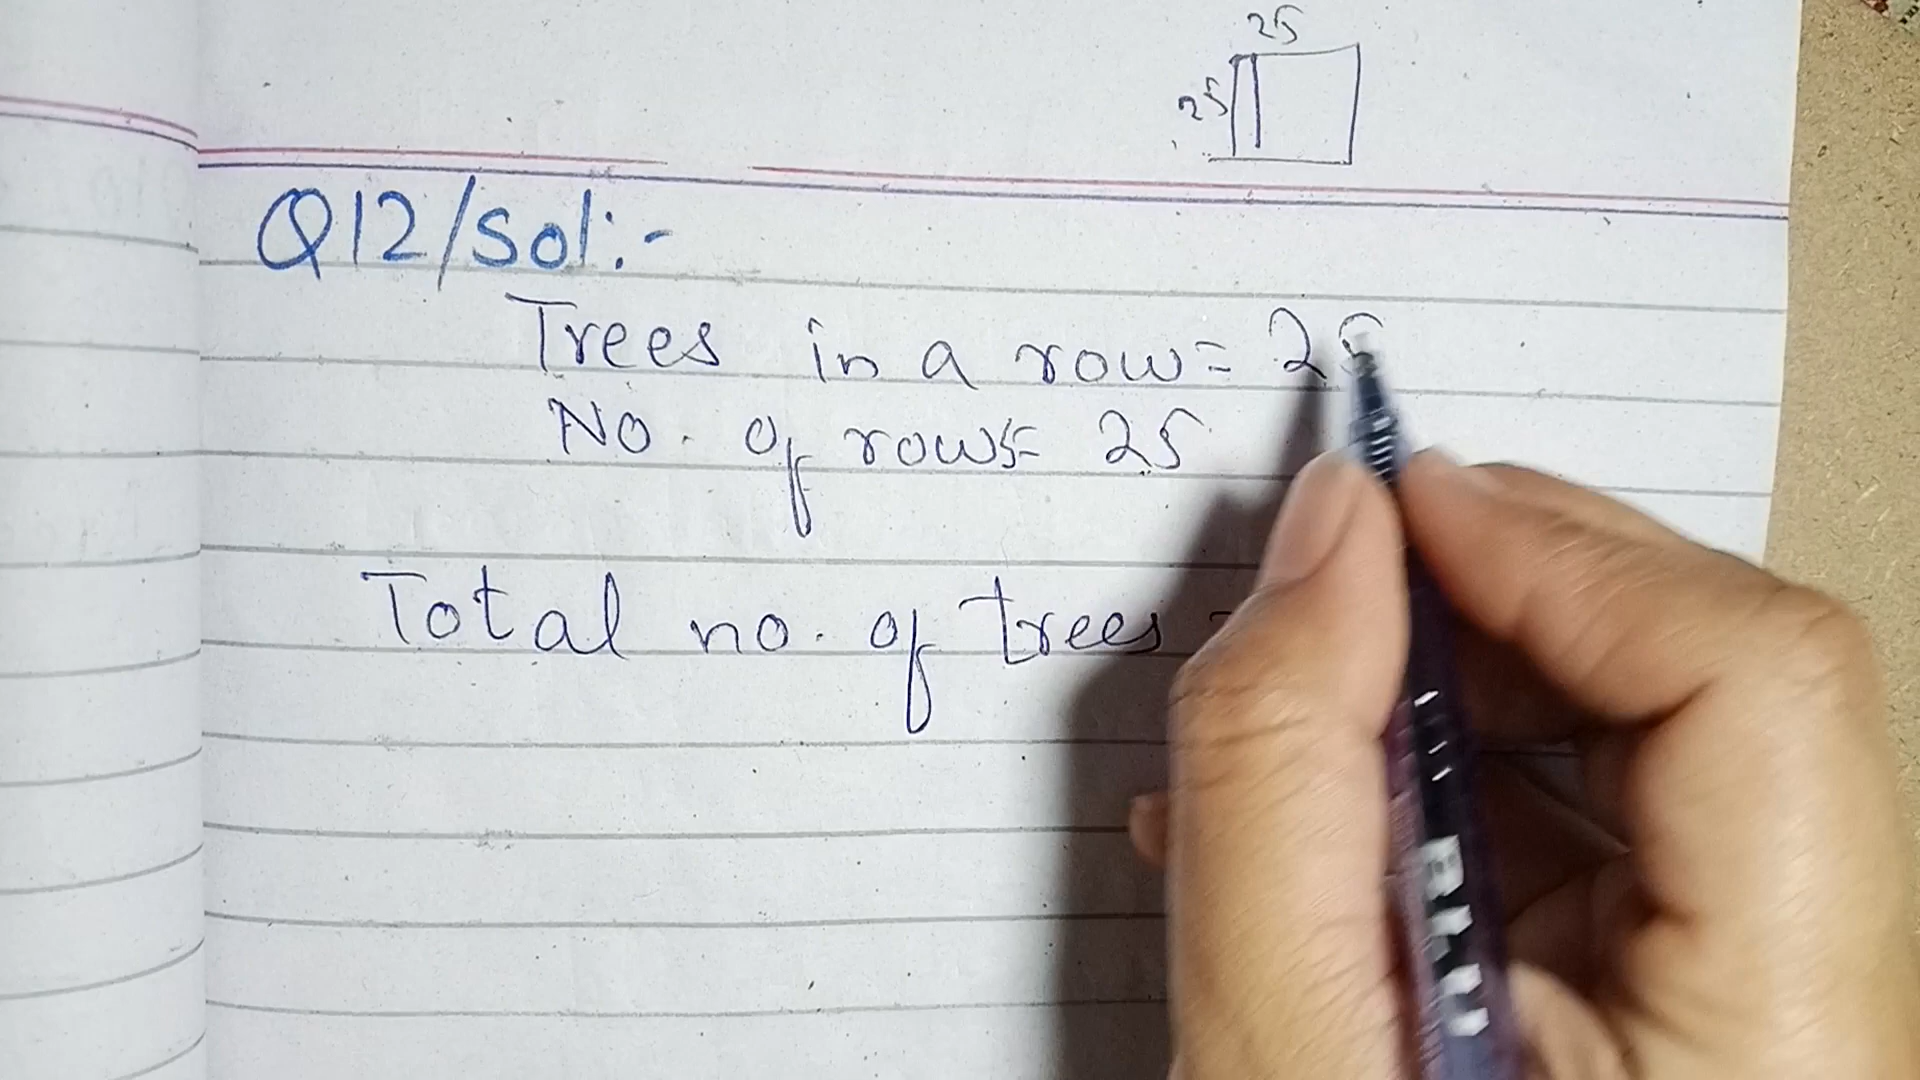 25
25
Q12/Sol:-
Trees in a row = 25
No. of rows = 25
Total no. of trees =